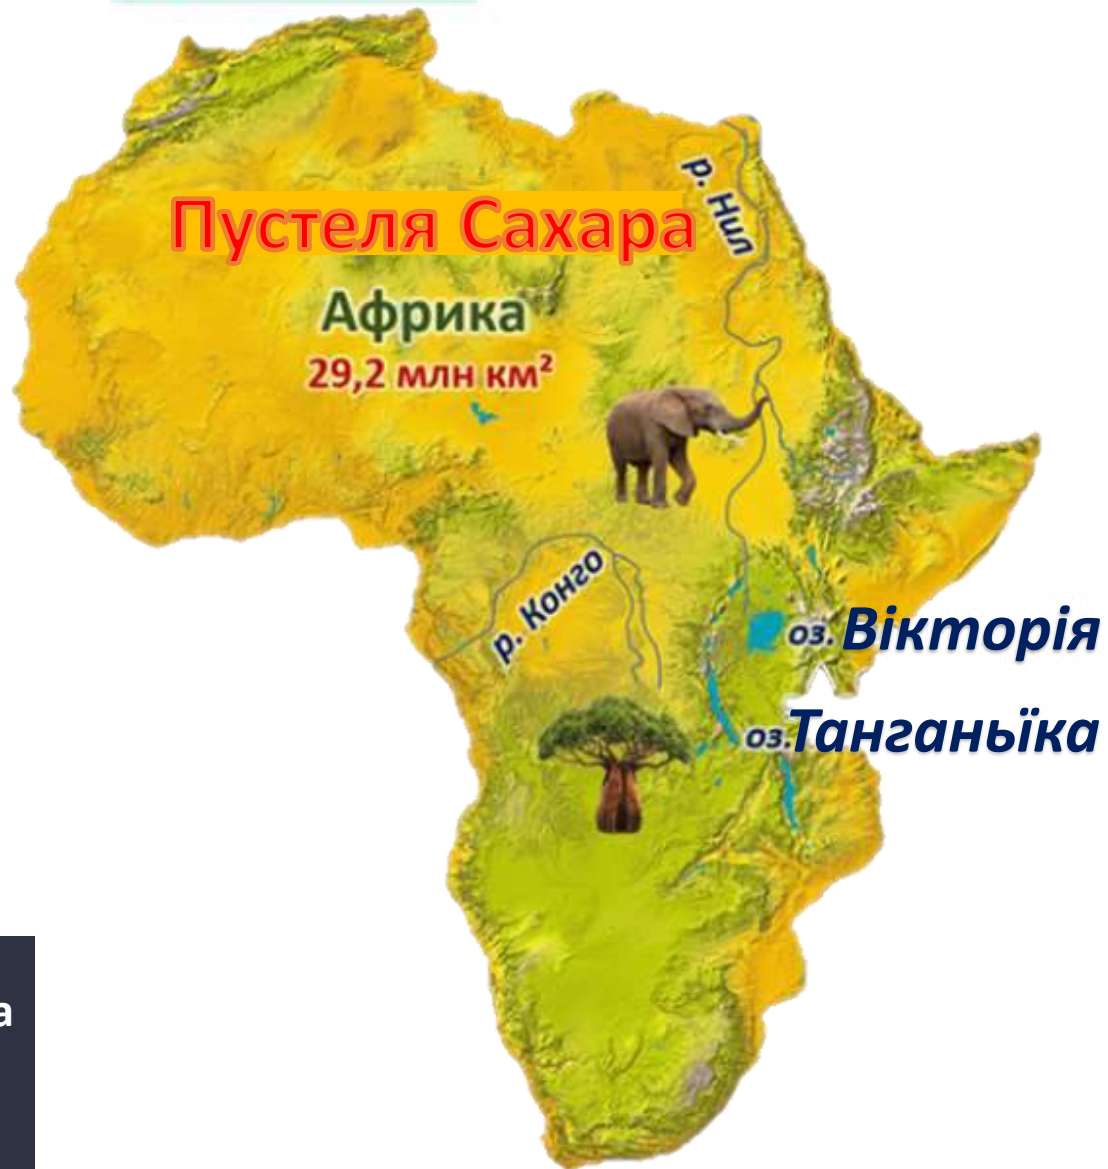 р. Нил
Пустеля Сахара
Африка
29,2 млн км²
р. Конго
оз. Вікторія
оз. Танганьїка
а